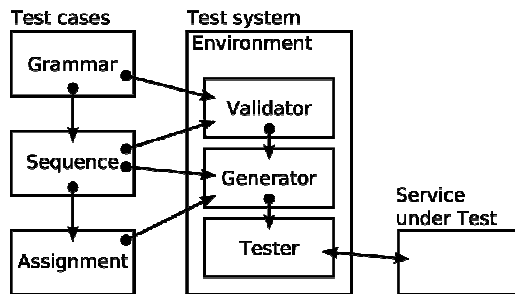 Test cases
Test system
Grammar
Environment
Validator
Sequence
Generator
Service
under Test
Assignment
Tester